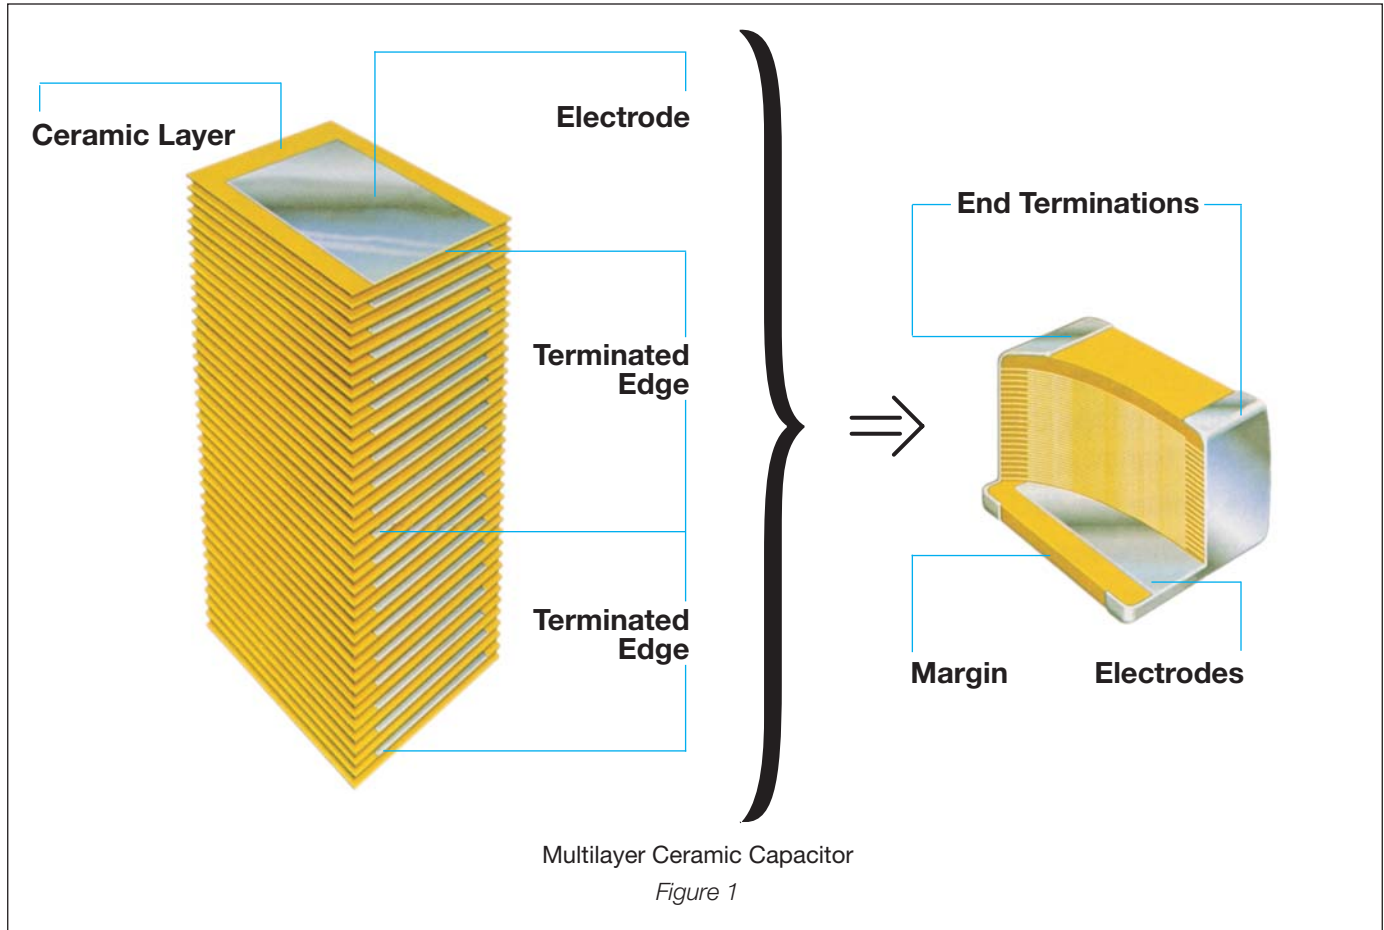 Ceramic Layer
Electrode
Terminated
Edge
Terminated
Edge
End Terminations
Margin
Electrodes
Multilayer Ceramic Capacitor
Figure 1